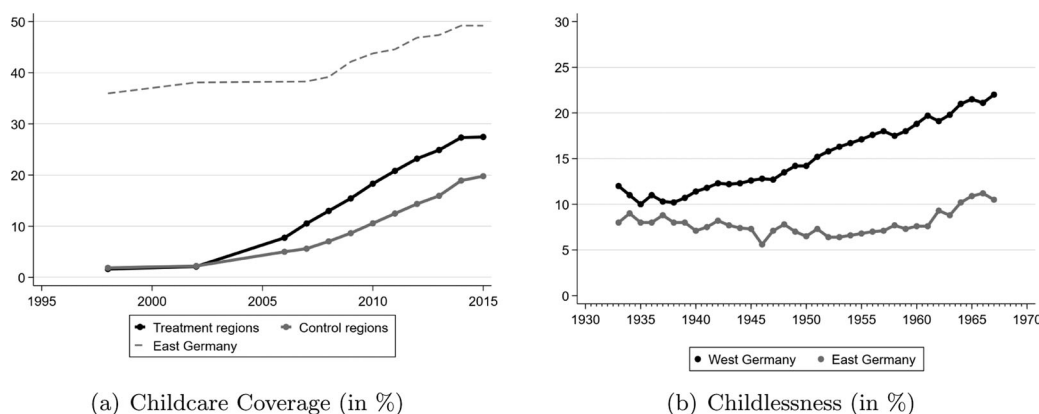 50
40
30
20
10
0
1995 2000 2005 2010 2015
Treatment regions Control regions
East Germany
(a) Childcare Coverage (in %)
30
25
20
15
10
5
0
1930 1935 1940 1945 1950 1955 1960 1965 1970
West Germany East Germany
(b) Childlessness (in %)